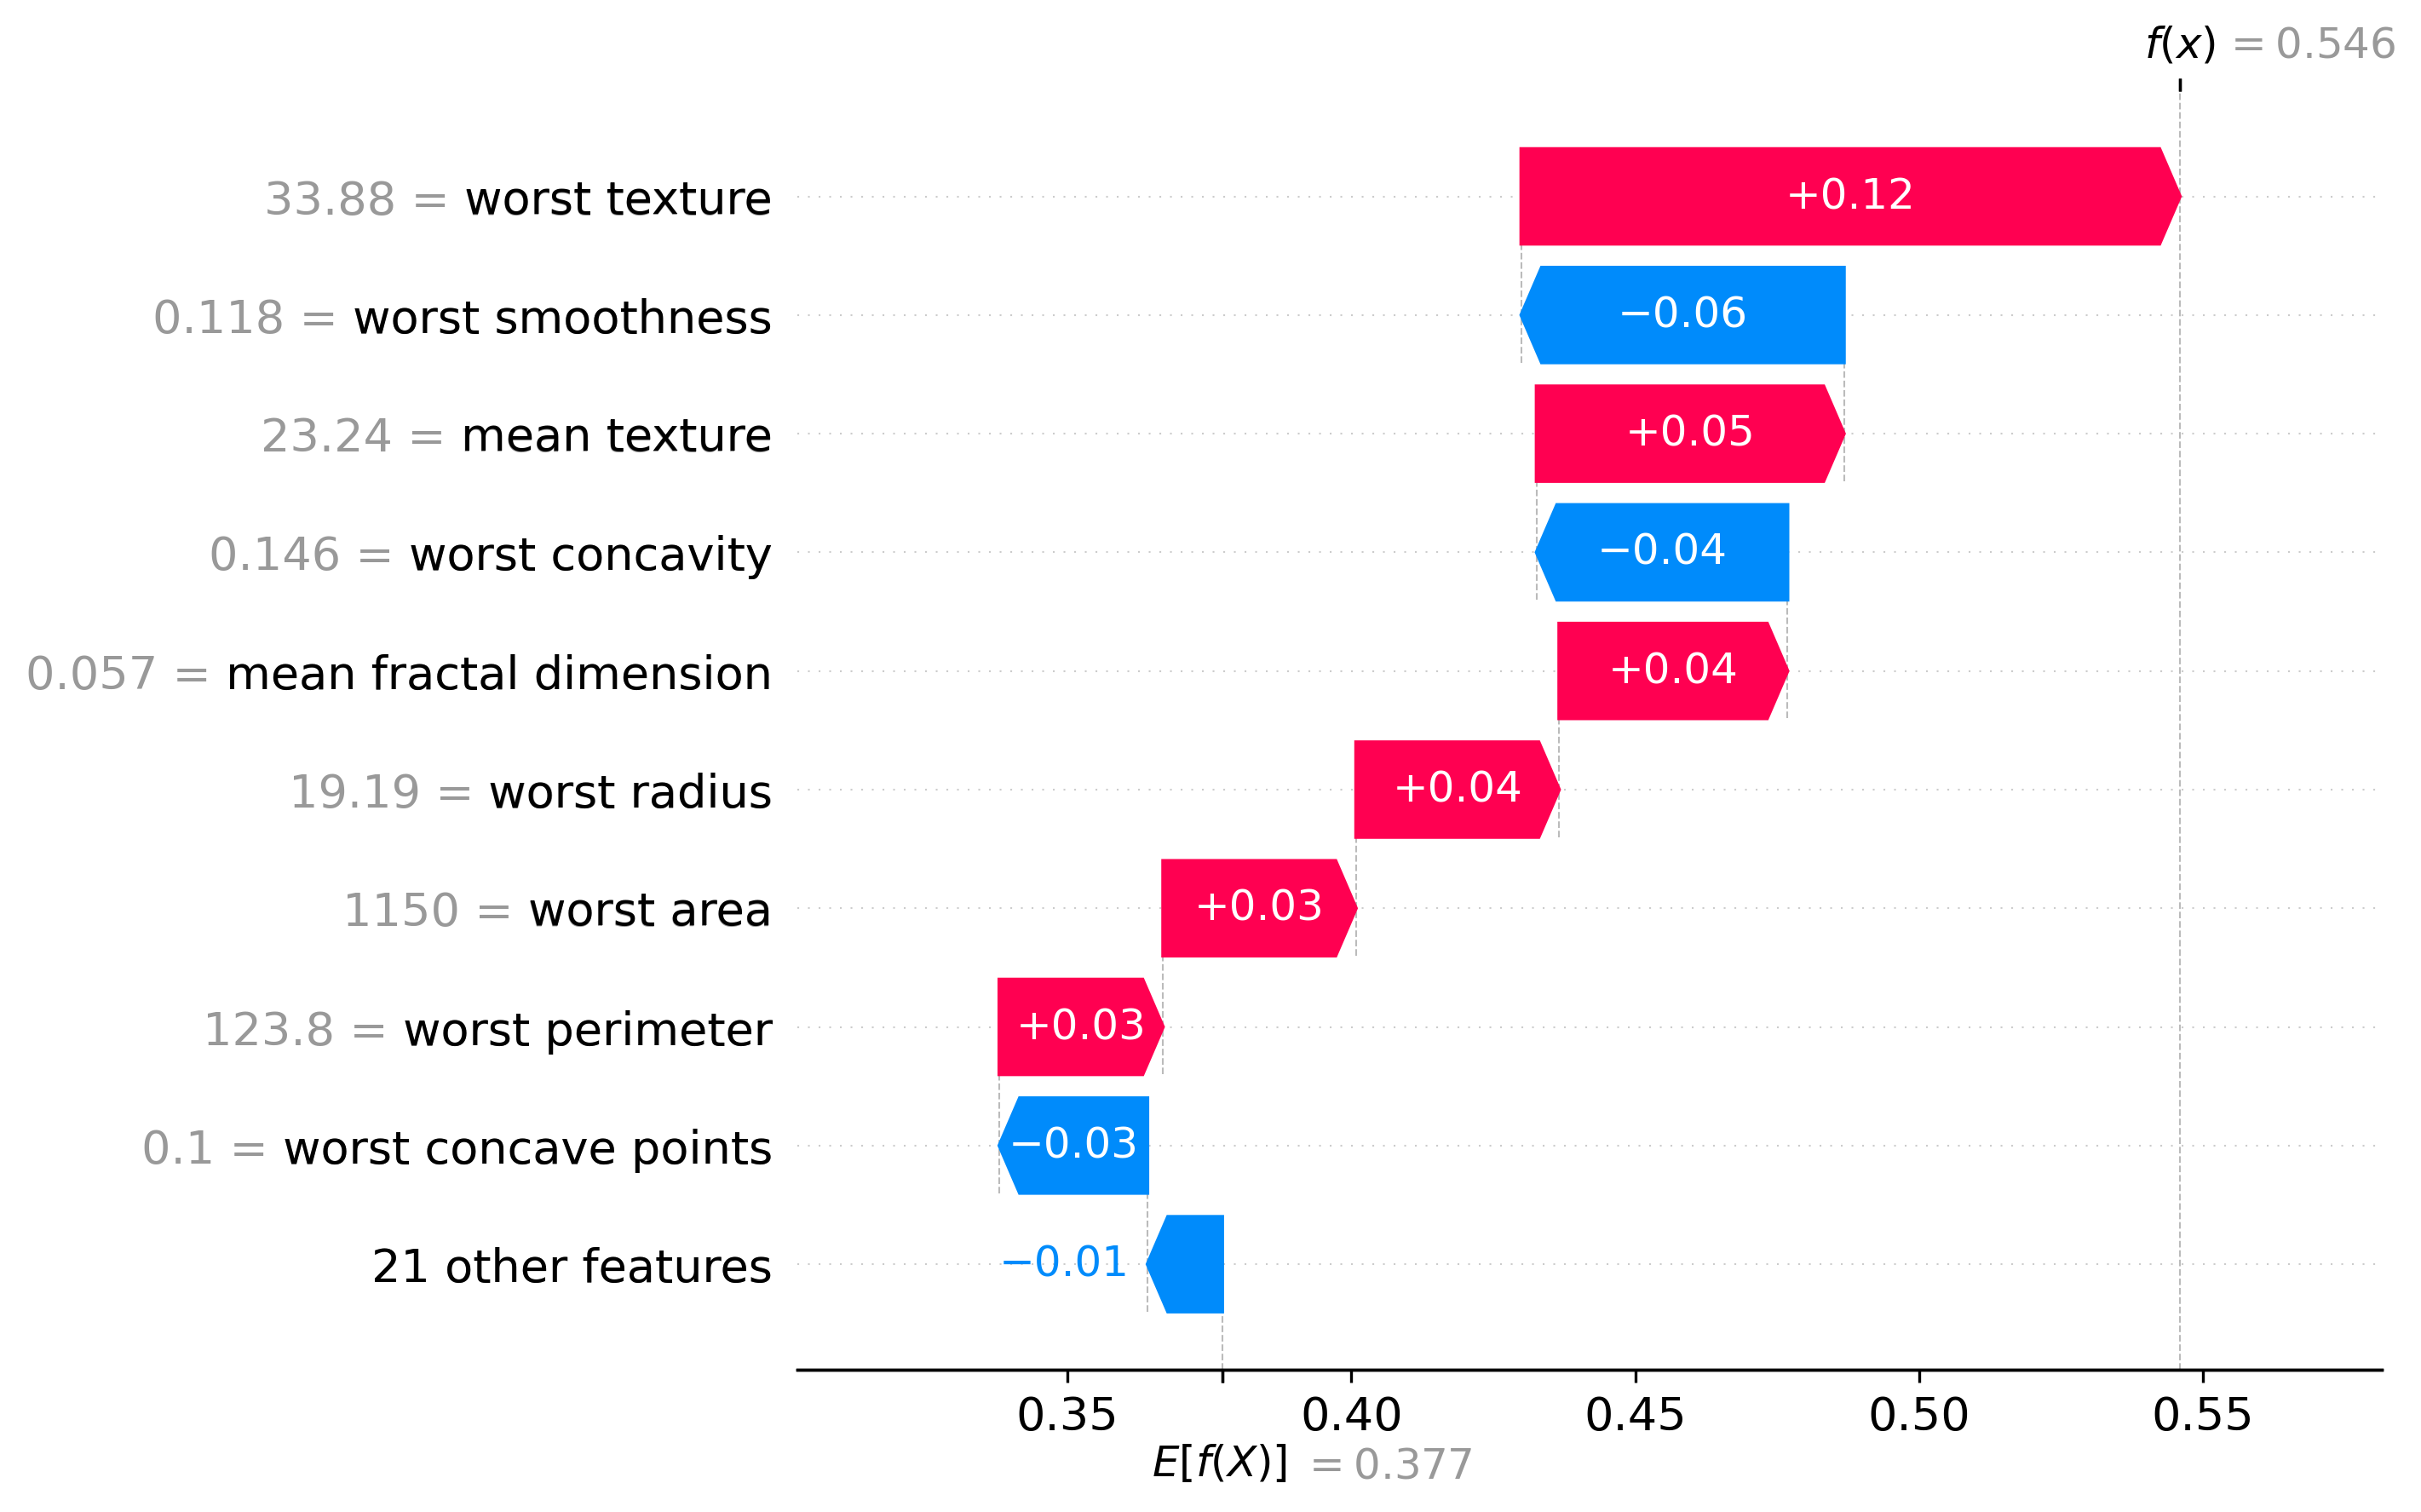 f(x) = 0.546
33.88 = worst texture +0.12
0.118 = worst smoothness −0.06
23.24 = mean texture +0.05
0.146 = worst concavity −0.04
0.057 = mean fractal dimension +0.04
19.19 = worst radius +0.04
1150 = worst area +0.03
123.8 = worst perimeter +0.03
0.1 = worst concave points −0.03
21 other features −0.01
0.35 0.40 0.45 0.50 0.55
E[f(X)] = 0.377